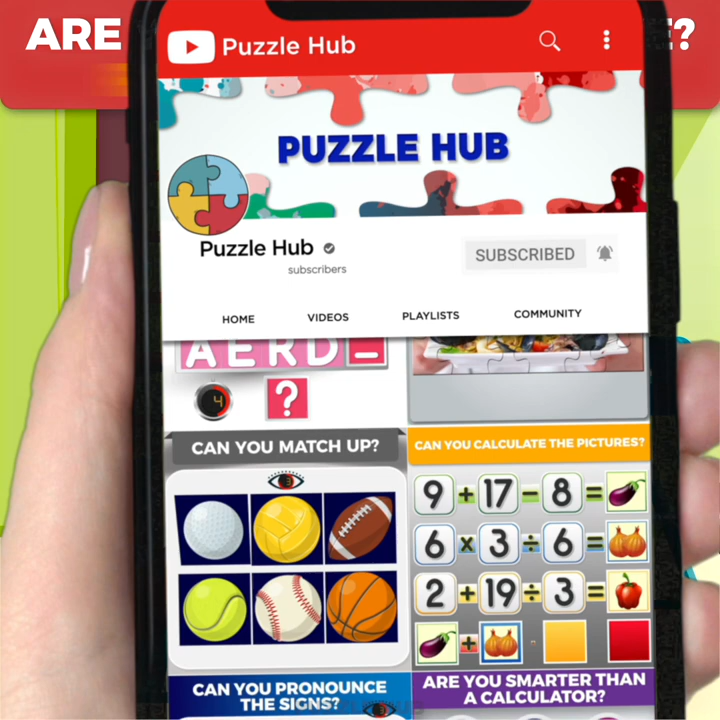 ARE
E?
Puzzle Hub
PUZZLE HUB
Puzzle Hub
subscribers
SUBSCRIBED
HOME VIDEOS PLAYLISTS COMMUNITY
AERD_
4
?
CAN YOU MATCH UP?
CAN YOU CALCULATE THE PICTURES?
9 + 17 - 8 =
6 x 3 ÷ 6 =
2 + 19 ÷ 3 =
+
CAN YOU PRONOUNCE
THE SIGNS?
ARE YOU SMARTER THAN
A CALCULATOR?